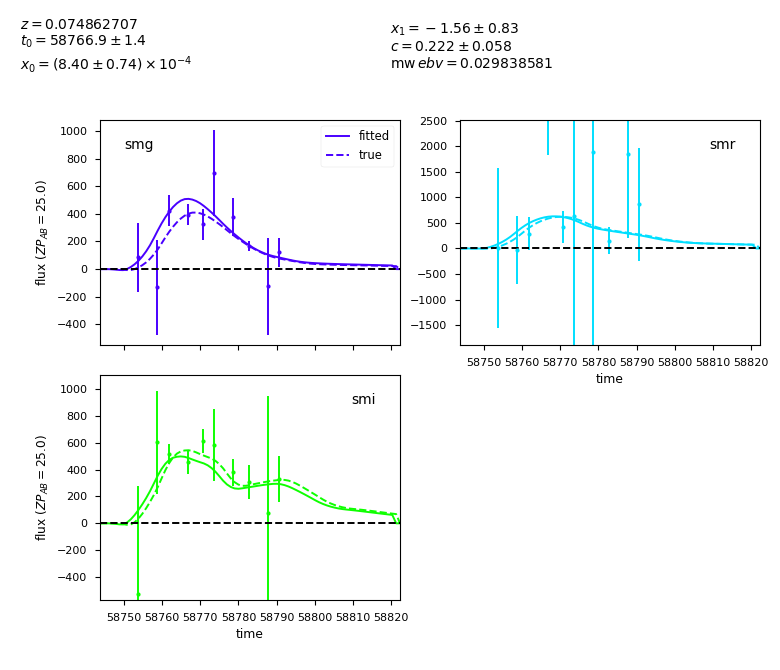 z = 0.074862707
t₀ = 58766.9 ± 1.4
x₀ = (8.40 ± 0.74) × 10⁻⁴
x₁ = −1.56 ± 0.83
c = 0.222 ± 0.058
mw ebv = 0.029838581
smg
fitted
true
1000
800
600
400
200
0
−200
−400
flux (ZP_AB = 25.0)
smr
2500
2000
1500
1000
500
0
−500
−1000
−1500
58750 58760 58770 58780 58790 58800 58810 58820
time
smi
1000
800
600
400
200
0
−200
−400
flux (ZP_AB = 25.0)
58750 58760 58770 58780 58790 58800 58810 58820
time